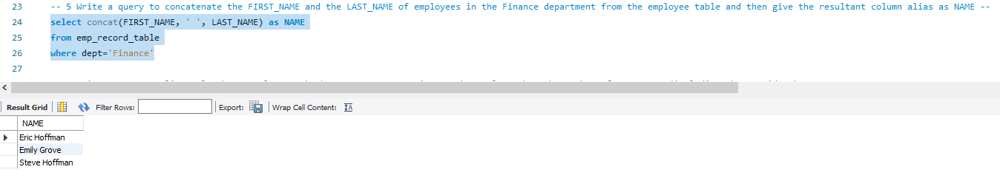 23 -- 5 Write a query to concatenate the FIRST_NAME and the LAST_NAME of employees in the Finance department from the employee table and then give the resultant column alias as NAME --
24 select concat(FIRST_NAME, ' ', LAST_NAME) as NAME
25 from emp_record_table
26 where dept='Finance'
27
Result Grid Filter Rows: Export: Wrap Cell Content: IA
NAME
Eric Hoffman
Emily Grove
Steve Hoffman